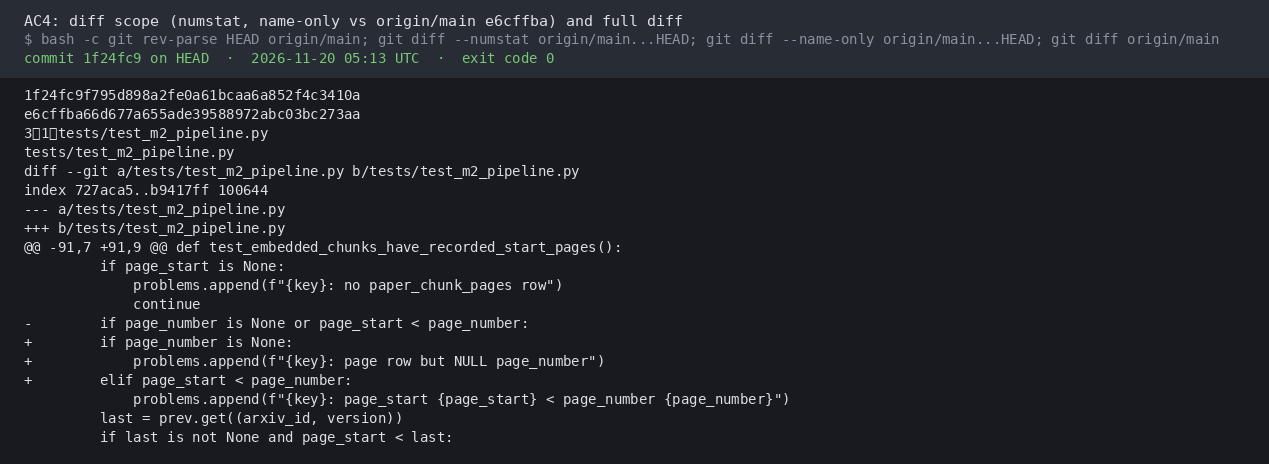 AC4: diff scope (numstat, name-only vs origin/main e6cffba) and full diff
$ bash -c git rev-parse HEAD origin/main; git diff --numstat origin/main...HEAD; git diff --name-only origin/main...HEAD; git diff origin/main
commit 1f24fc9 on HEAD · 2026-11-20 05:13 UTC · exit code 0
1f24fc9f795d898a2fe0a61bcaa6a852f4c3410a
e6cffba66d677a655ade39588972abc03bc273aa
3▯1▯tests/test_m2_pipeline.py
tests/test_m2_pipeline.py
diff --git a/tests/test_m2_pipeline.py b/tests/test_m2_pipeline.py
index 727aca5..b9417ff 100644
--- a/tests/test_m2_pipeline.py
+++ b/tests/test_m2_pipeline.py
@@ -91,7 +91,9 @@ def test_embedded_chunks_have_recorded_start_pages():
         if page_start is None:
             problems.append(f"{key}: no paper_chunk_pages row")
             continue
-        if page_number is None or page_start < page_number:
+        if page_number is None:
+            problems.append(f"{key}: page row but NULL page_number")
+        elif page_start < page_number:
             problems.append(f"{key}: page_start {page_start} < page_number {page_number}")
         last = prev.get((arxiv_id, version))
         if last is not None and page_start < last: